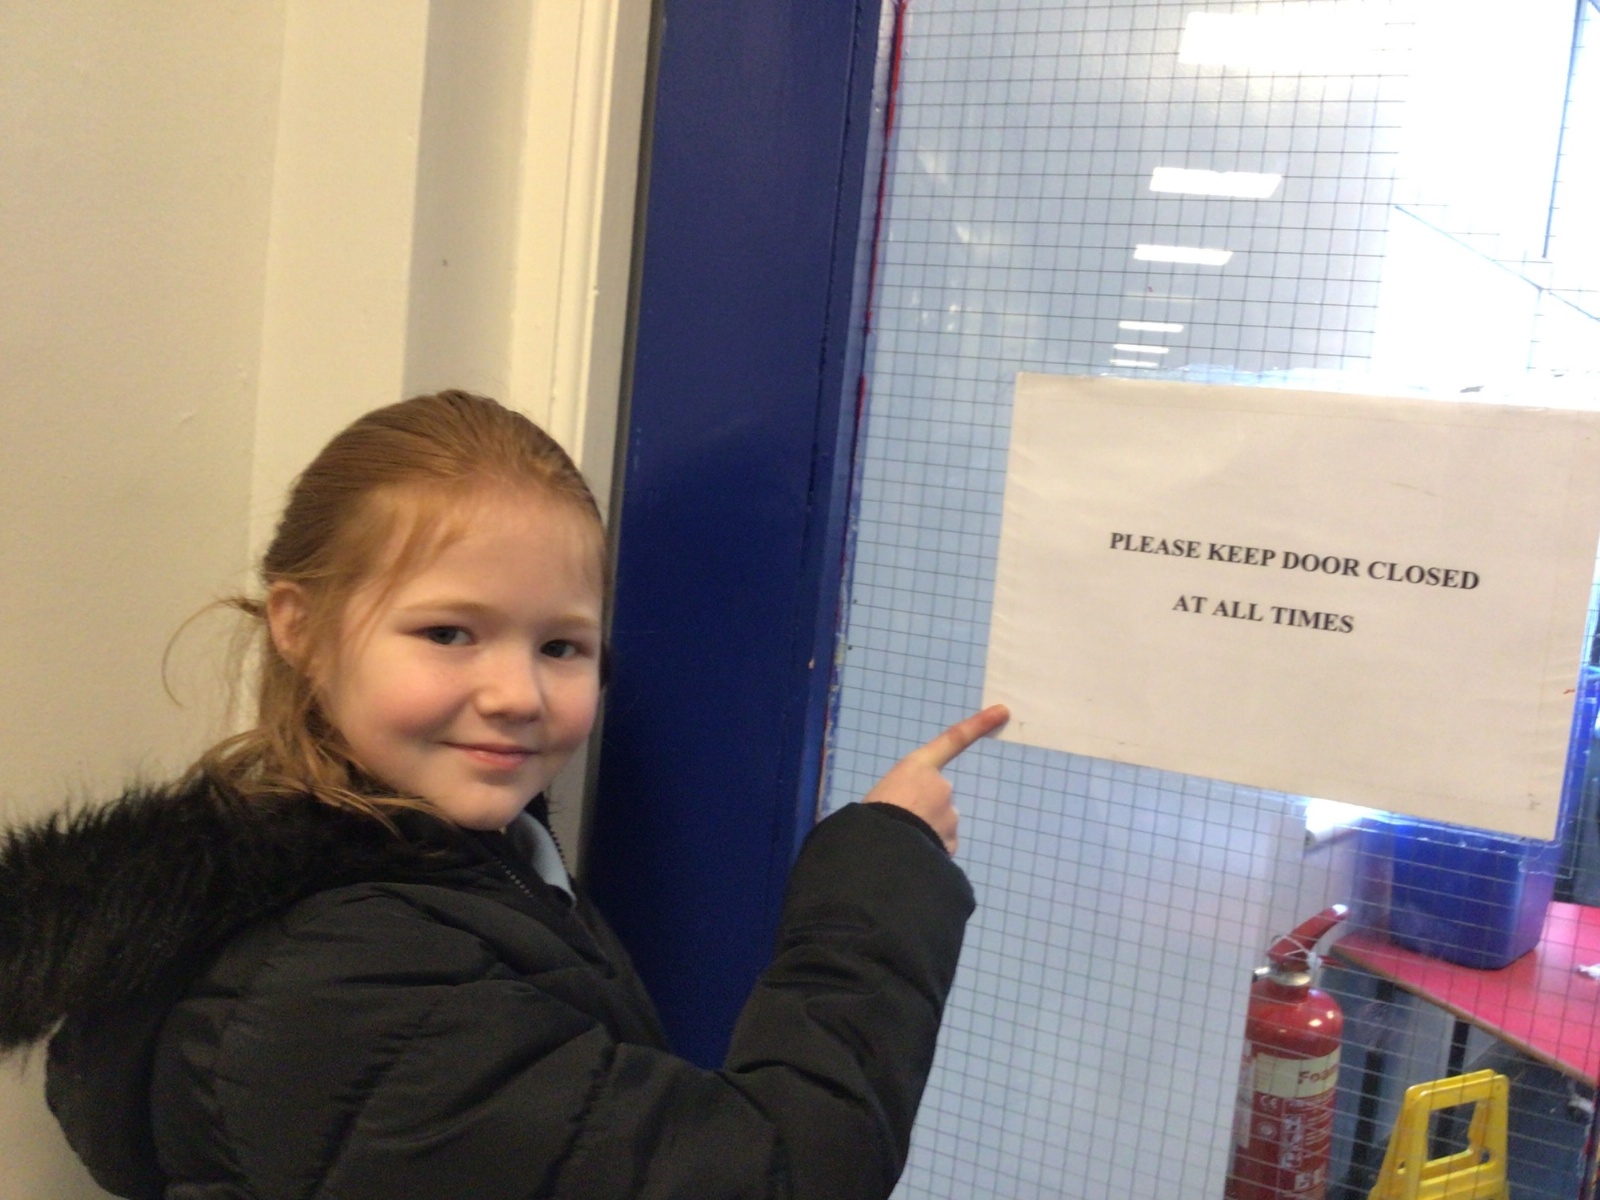 PLEASE KEEP DOOR CLOSED
AT ALL TIMES